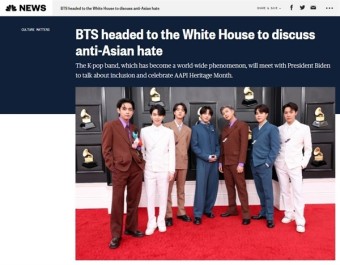 NEWS
BTS headed to the White House to discuss anti-Asian hate
SHARE & SAVE
CULTURE MATTERS
BTS headed to the White House to discuss
anti-Asian hate
The K-pop band, which has become a world-wide phenomenon, will meet with President Biden
to talk about inclusion and celebrate AAPI Heritage Month.